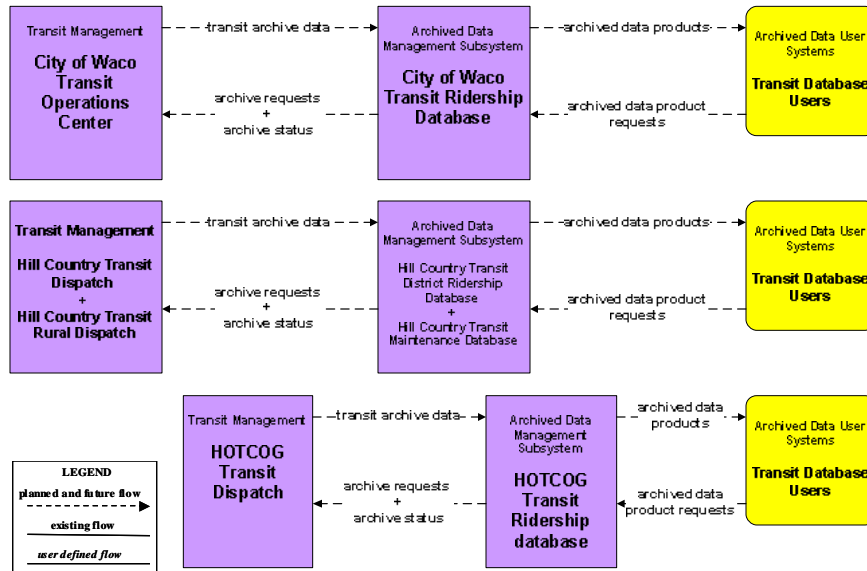 Transit Management
City of Waco
Transit
Operations
Center
transit archive data
archive requests
+
archive status
Archived Data
Management Subsystem
City of Waco
Transit Ridership
Database
archived data products
archived data product
requests
Archived Data User
Systems
Transit Database
Users
Transit Management
Hill Country Transit
Dispatch
+
Hill Country Transit
Rural Dispatch
transit archive data
archive requests
+
archive status
Archived Data
Management Subsystem
Hill Country Transit
District Ridership
Database
+
Hill Country Transit
Maintenance Database
archived data products
archived data product
requests
Archived Data User
Systems
Transit Database
Users
Transit Management
HOTCOG
Transit
Dispatch
transit archive data
archive requests
+
archive status
Archived Data
Management
Subsystem
HOTCOG
Transit
Ridership
database
archived data
products
archived data
product requests
Archived Data User
Systems
Transit Database
Users
LEGEND
planned and future flow
existing flow
user defined flow